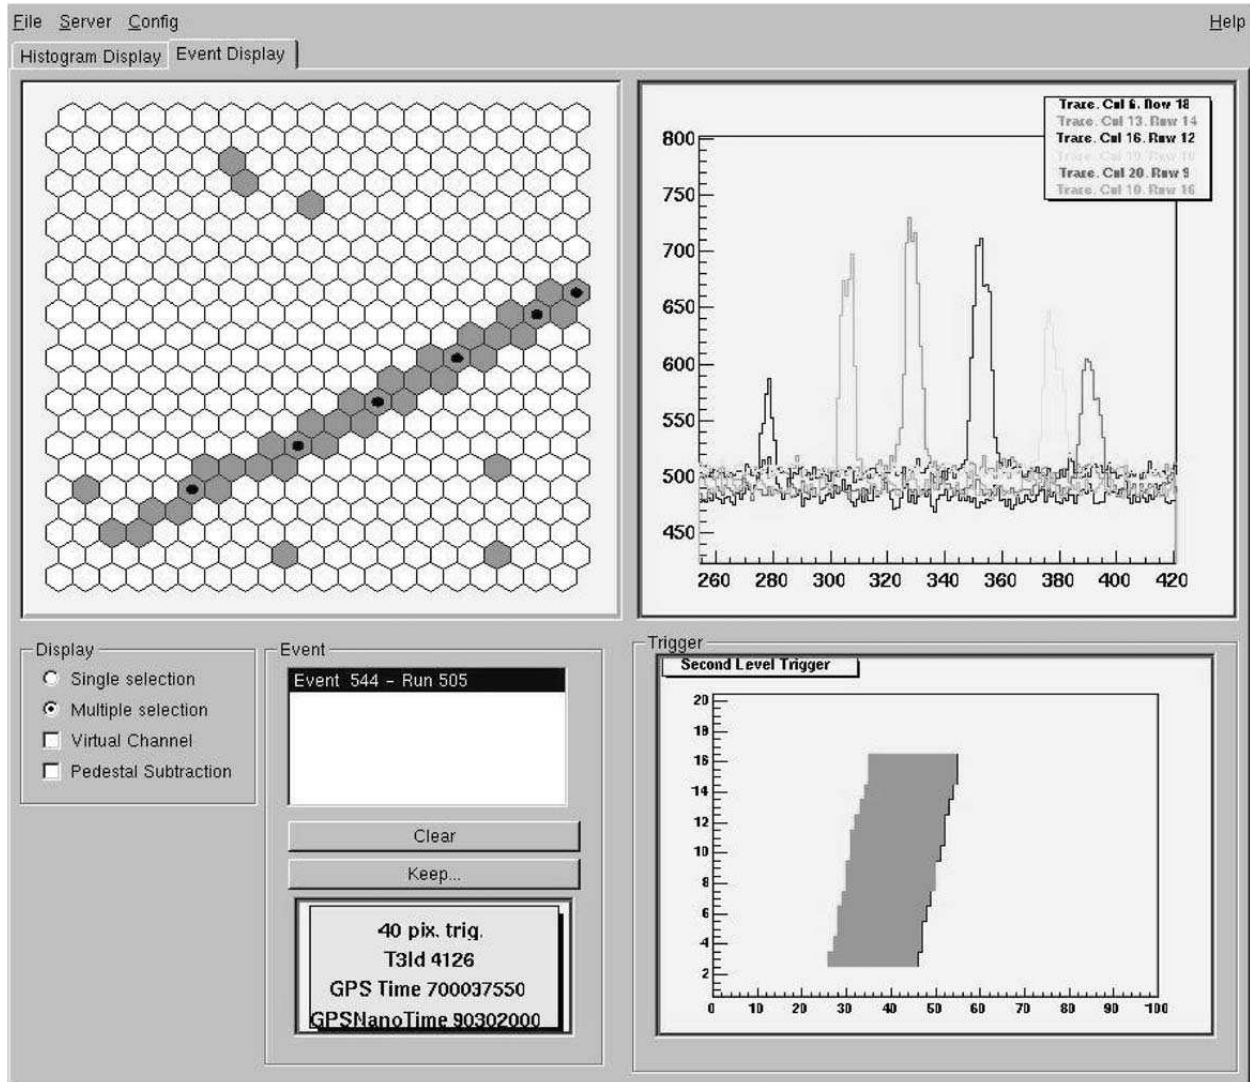 File Server Config Help
Histogram Display Event Display
Trace. Col 6. Row 18
Trace. Col 13. Row 14
Trace. Col 16. Row 12
Trace. Col 19. Row 10
Trace. Col 20. Row 9
Trace. Col 10. Row 16
800
750
700
650
600
550
500
450
260 280 300 320 340 360 380 400 420
Display
Single selection
Multiple selection
Virtual Channel
Pedestal Subtraction
Event
Event 544 – Run 505
Clear
Keep...
40 pix. trig.
T3Id 4126
GPS Time 700037550
GPSNanoTime 90302000
Trigger
Second Level Trigger
20
18
16
14
12
10
8
6
4
2
0 10 20 30 40 50 60 70 80 90 100